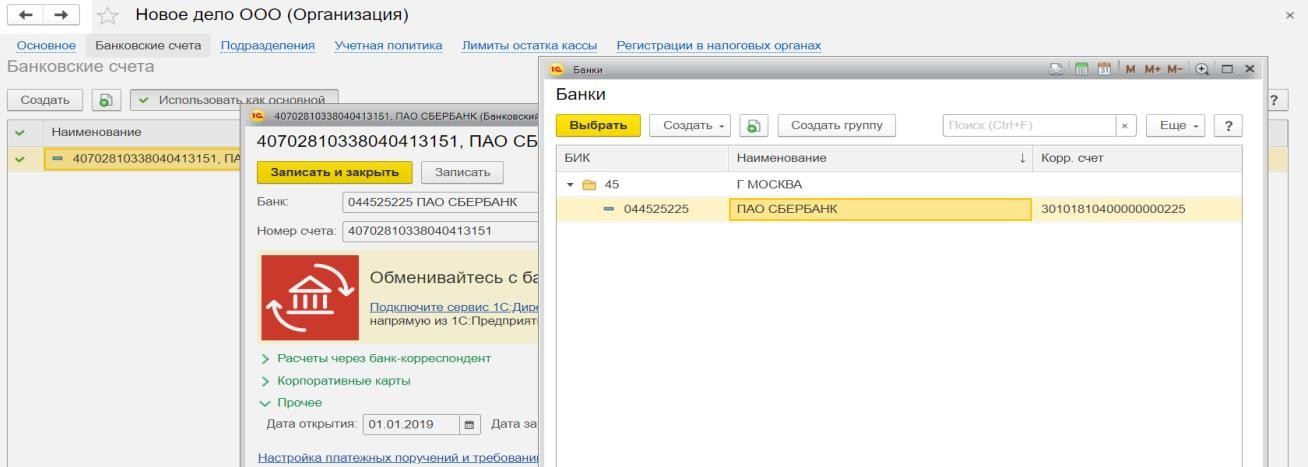 Новое дело ООО (Организация)
Основное Банковские счета Подразделения Учетная политика Лимиты остатка кассы Регистрации в налоговых органах
Банковские счета
Создать Использовать как основной ?
Наименование
40702810338040413151, ПА
40702810338040413151, ПАО СБЕРБАНК (Банковский
40702810338040413151, ПАО СБ
Записать и закрыть Записать
Банк: 044525225 ПАО СБЕРБАНК
Номер счета: 40702810338040413151
Обменивайтесь с ба
Подключите сервис 1С:Дире
напрямую из 1С:Предприяти
Расчеты через банк-корреспондент
Корпоративные карты
Прочее
Дата открытия: 01.01.2019 Дата за
Настройка платежных поручений и требовани
1С Банки 31 M M+ M-
Банки
Выбрать Создать Создать группу Поиск (Ctrl+F) × Еще ?
БИК Наименование ↓ Корр. счет
45 Г МОСКВА
044525225 ПАО СБЕРБАНК 30101810400000000225